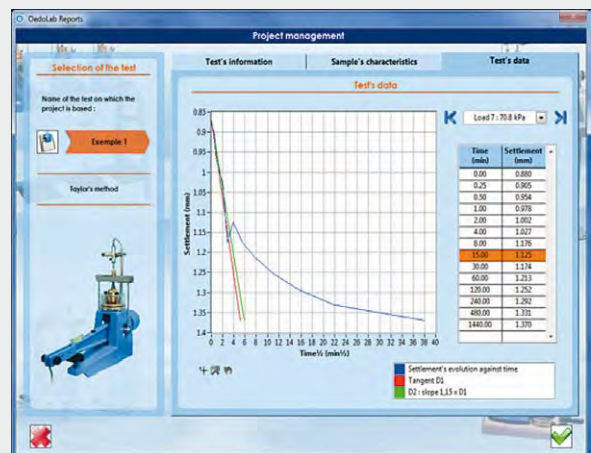 OedoLab Reports
Project management
Selection of the test
Name of the test on which the
project is based :
Exemple 1
Taylor's method
Test's information
Sample's characteristics
Test's data
Test's data
Load 7 : 70.8 kPa
Settlement (mm)
0.85
0.9
0.95
1
1.05
1.1
1.15
1.2
1.25
1.3
1.35
1.4
0 2 4 6 8 10 12 14 16 18 20 22 24 26 28 30 32 34 36 38 40
Time½ (min½)
Time Settlement
(min) (mm)
0.00 0.880
0.25 0.905
0.50 0.954
1.00 0.978
2.00 1.002
4.00 1.027
8.00 1.176
15.00 1.125
30.00 1.174
60.00 1.213
120.00 1.252
240.00 1.292
480.00 1.331
1440.00 1.370
Settlement's evolution against time
Tangent D1
D2 : slope 1,15 x D1